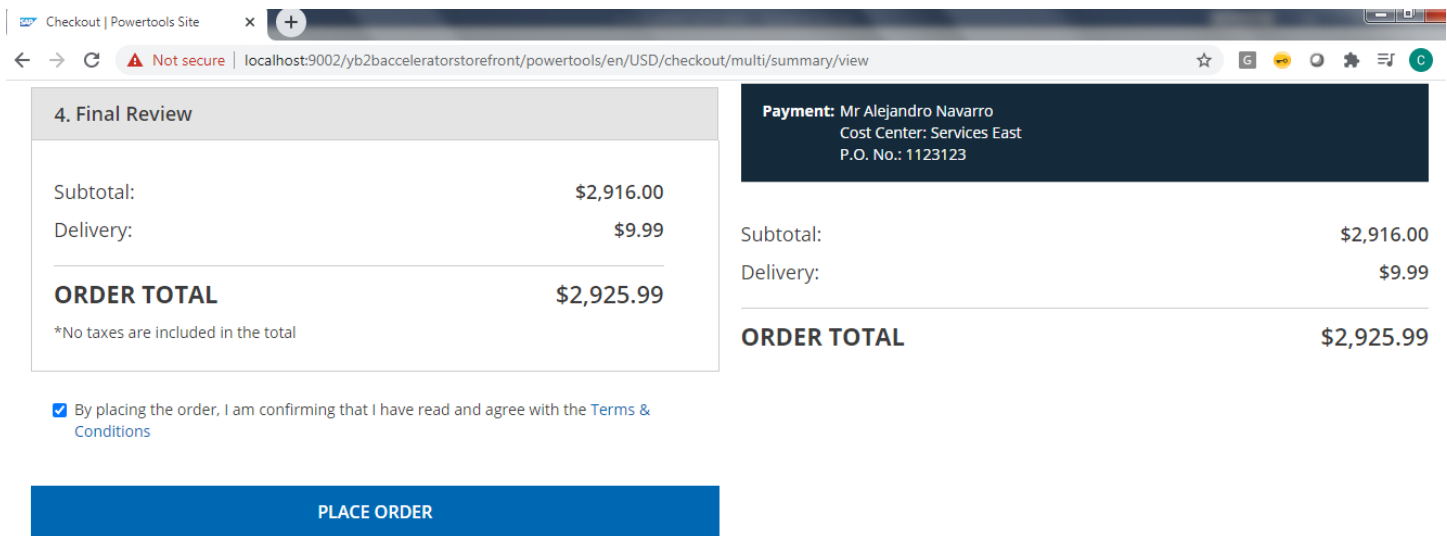 SAP Checkout | Powertools Site
Not secure | localhost:9002/yb2bacceleratorstorefront/powertools/en/USD/checkout/multi/summary/view G C
4. Final Review
Subtotal: $2,916.00
Delivery: $9.99
ORDER TOTAL $2,925.99
*No taxes are included in the total
By placing the order, I am confirming that I have read and agree with the Terms &
Conditions
PLACE ORDER
Payment: Mr Alejandro Navarro
Cost Center: Services East
P.O. No.: 1123123
Subtotal: $2,916.00
Delivery: $9.99
ORDER TOTAL $2,925.99